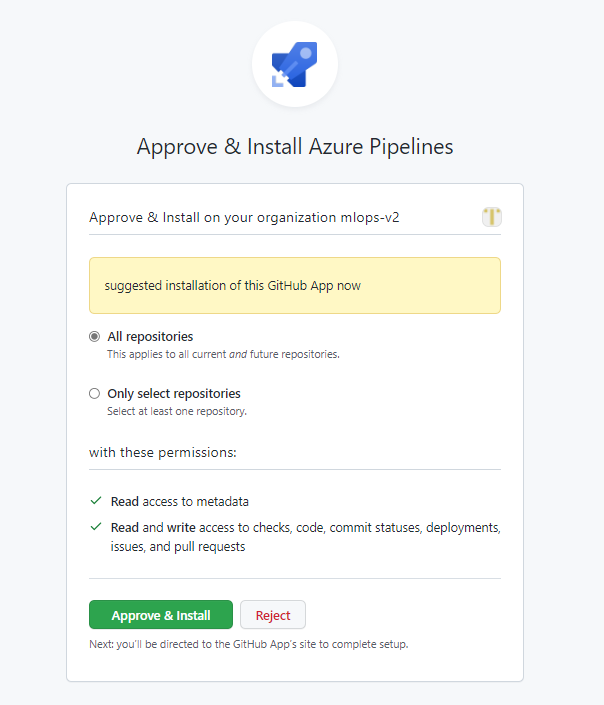 Approve & Install Azure Pipelines
Approve & Install on your organization mlops-v2
suggested installation of this GitHub App now
All repositories
This applies to all current and future repositories.
Only select repositories
Select at least one repository.
with these permissions:
Read access to metadata
Read and write access to checks, code, commit statuses, deployments,
issues, and pull requests
Approve & Install
Reject
Next: you'll be directed to the GitHub App's site to complete setup.